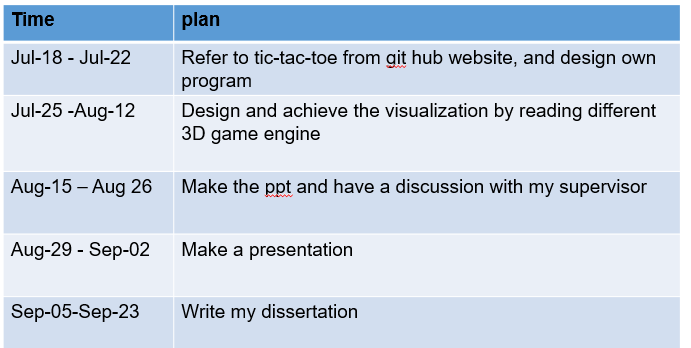 Time plan
Jul-18 - Jul-22 Refer to tic-tac-toe from git hub website, and design own
program
Jul-25 -Aug-12 Design and achieve the visualization by reading different
3D game engine
Aug-15 – Aug 26 Make the ppt and have a discussion with my supervisor
Aug-29 - Sep-02 Make a presentation
Sep-05-Sep-23 Write my dissertation